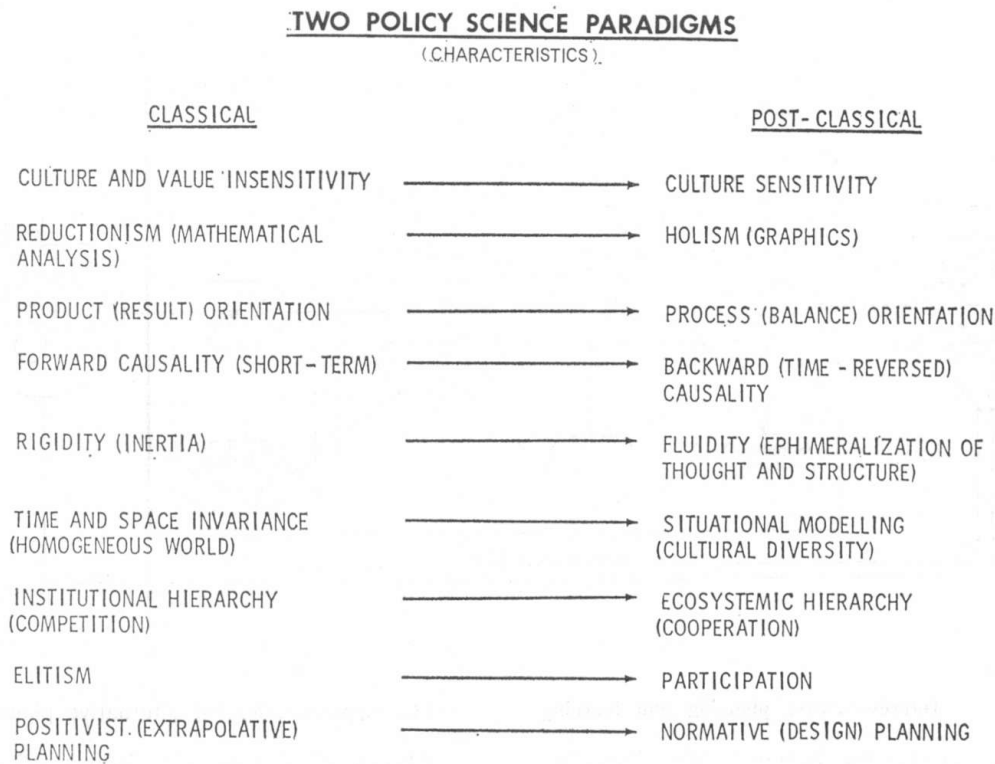 TWO POLICY SCIENCE PARADIGMS
(CHARACTERISTICS)
CLASSICAL
POST-CLASSICAL
CULTURE AND VALUE INSENSITIVITY
CULTURE SENSITIVITY
REDUCTIONISM (MATHEMATICAL
ANALYSIS)
HOLISM (GRAPHICS)
PRODUCT (RESULT) ORIENTATION
PROCESS (BALANCE) ORIENTATION
FORWARD CAUSALITY (SHORT-TERM)
BACKWARD (TIME-REVERSED)
CAUSALITY
RIGIDITY (INERTIA)
FLUIDITY (EPHIMERALIZATION OF
THOUGHT AND STRUCTURE)
TIME AND SPACE INVARIANCE
(HOMOGENEOUS WORLD)
SITUATIONAL MODELLING
(CULTURAL DIVERSITY)
INSTITUTIONAL HIERARCHY
(COMPETITION)
ECOSYSTEMIC HIERARCHY
(COOPERATION)
ELITISM
PARTICIPATION
POSITIVIST. (EXTRAPOLATIVE)
PLANNING
NORMATIVE (DESIGN) PLANNING